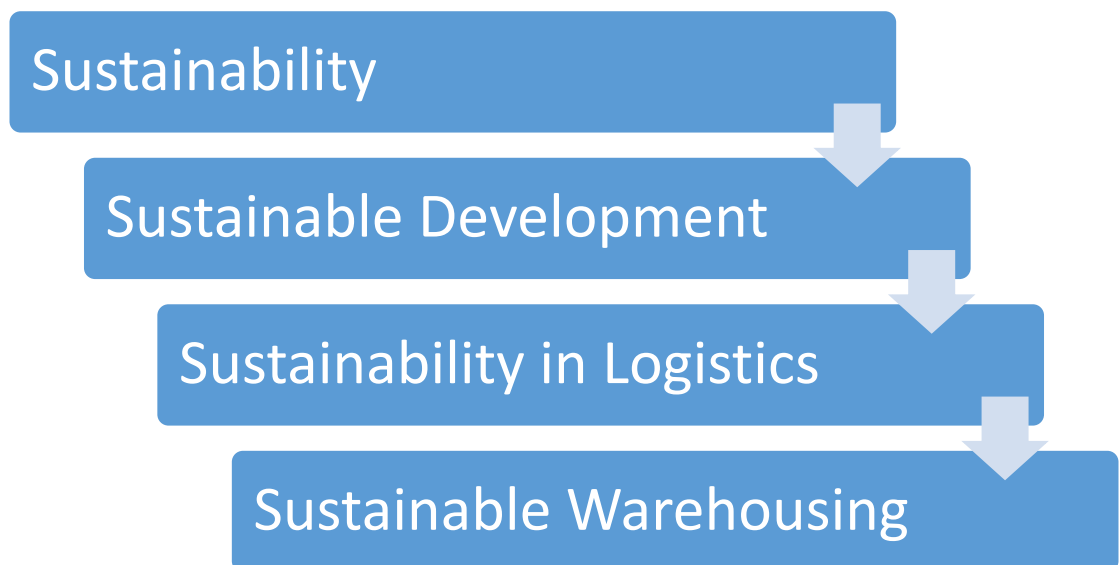 Sustainability
Sustainable Development
Sustainability in Logistics
Sustainable Warehousing